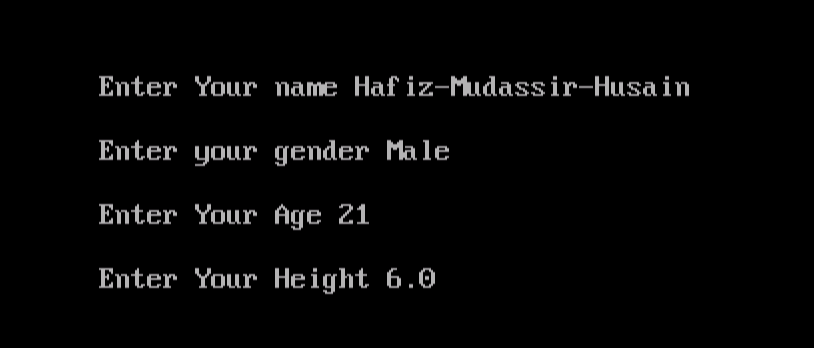 Enter Your name Hafiz-Mudassir-Husain
Enter your gender Male
Enter Your Age 21
Enter Your Height 6.0